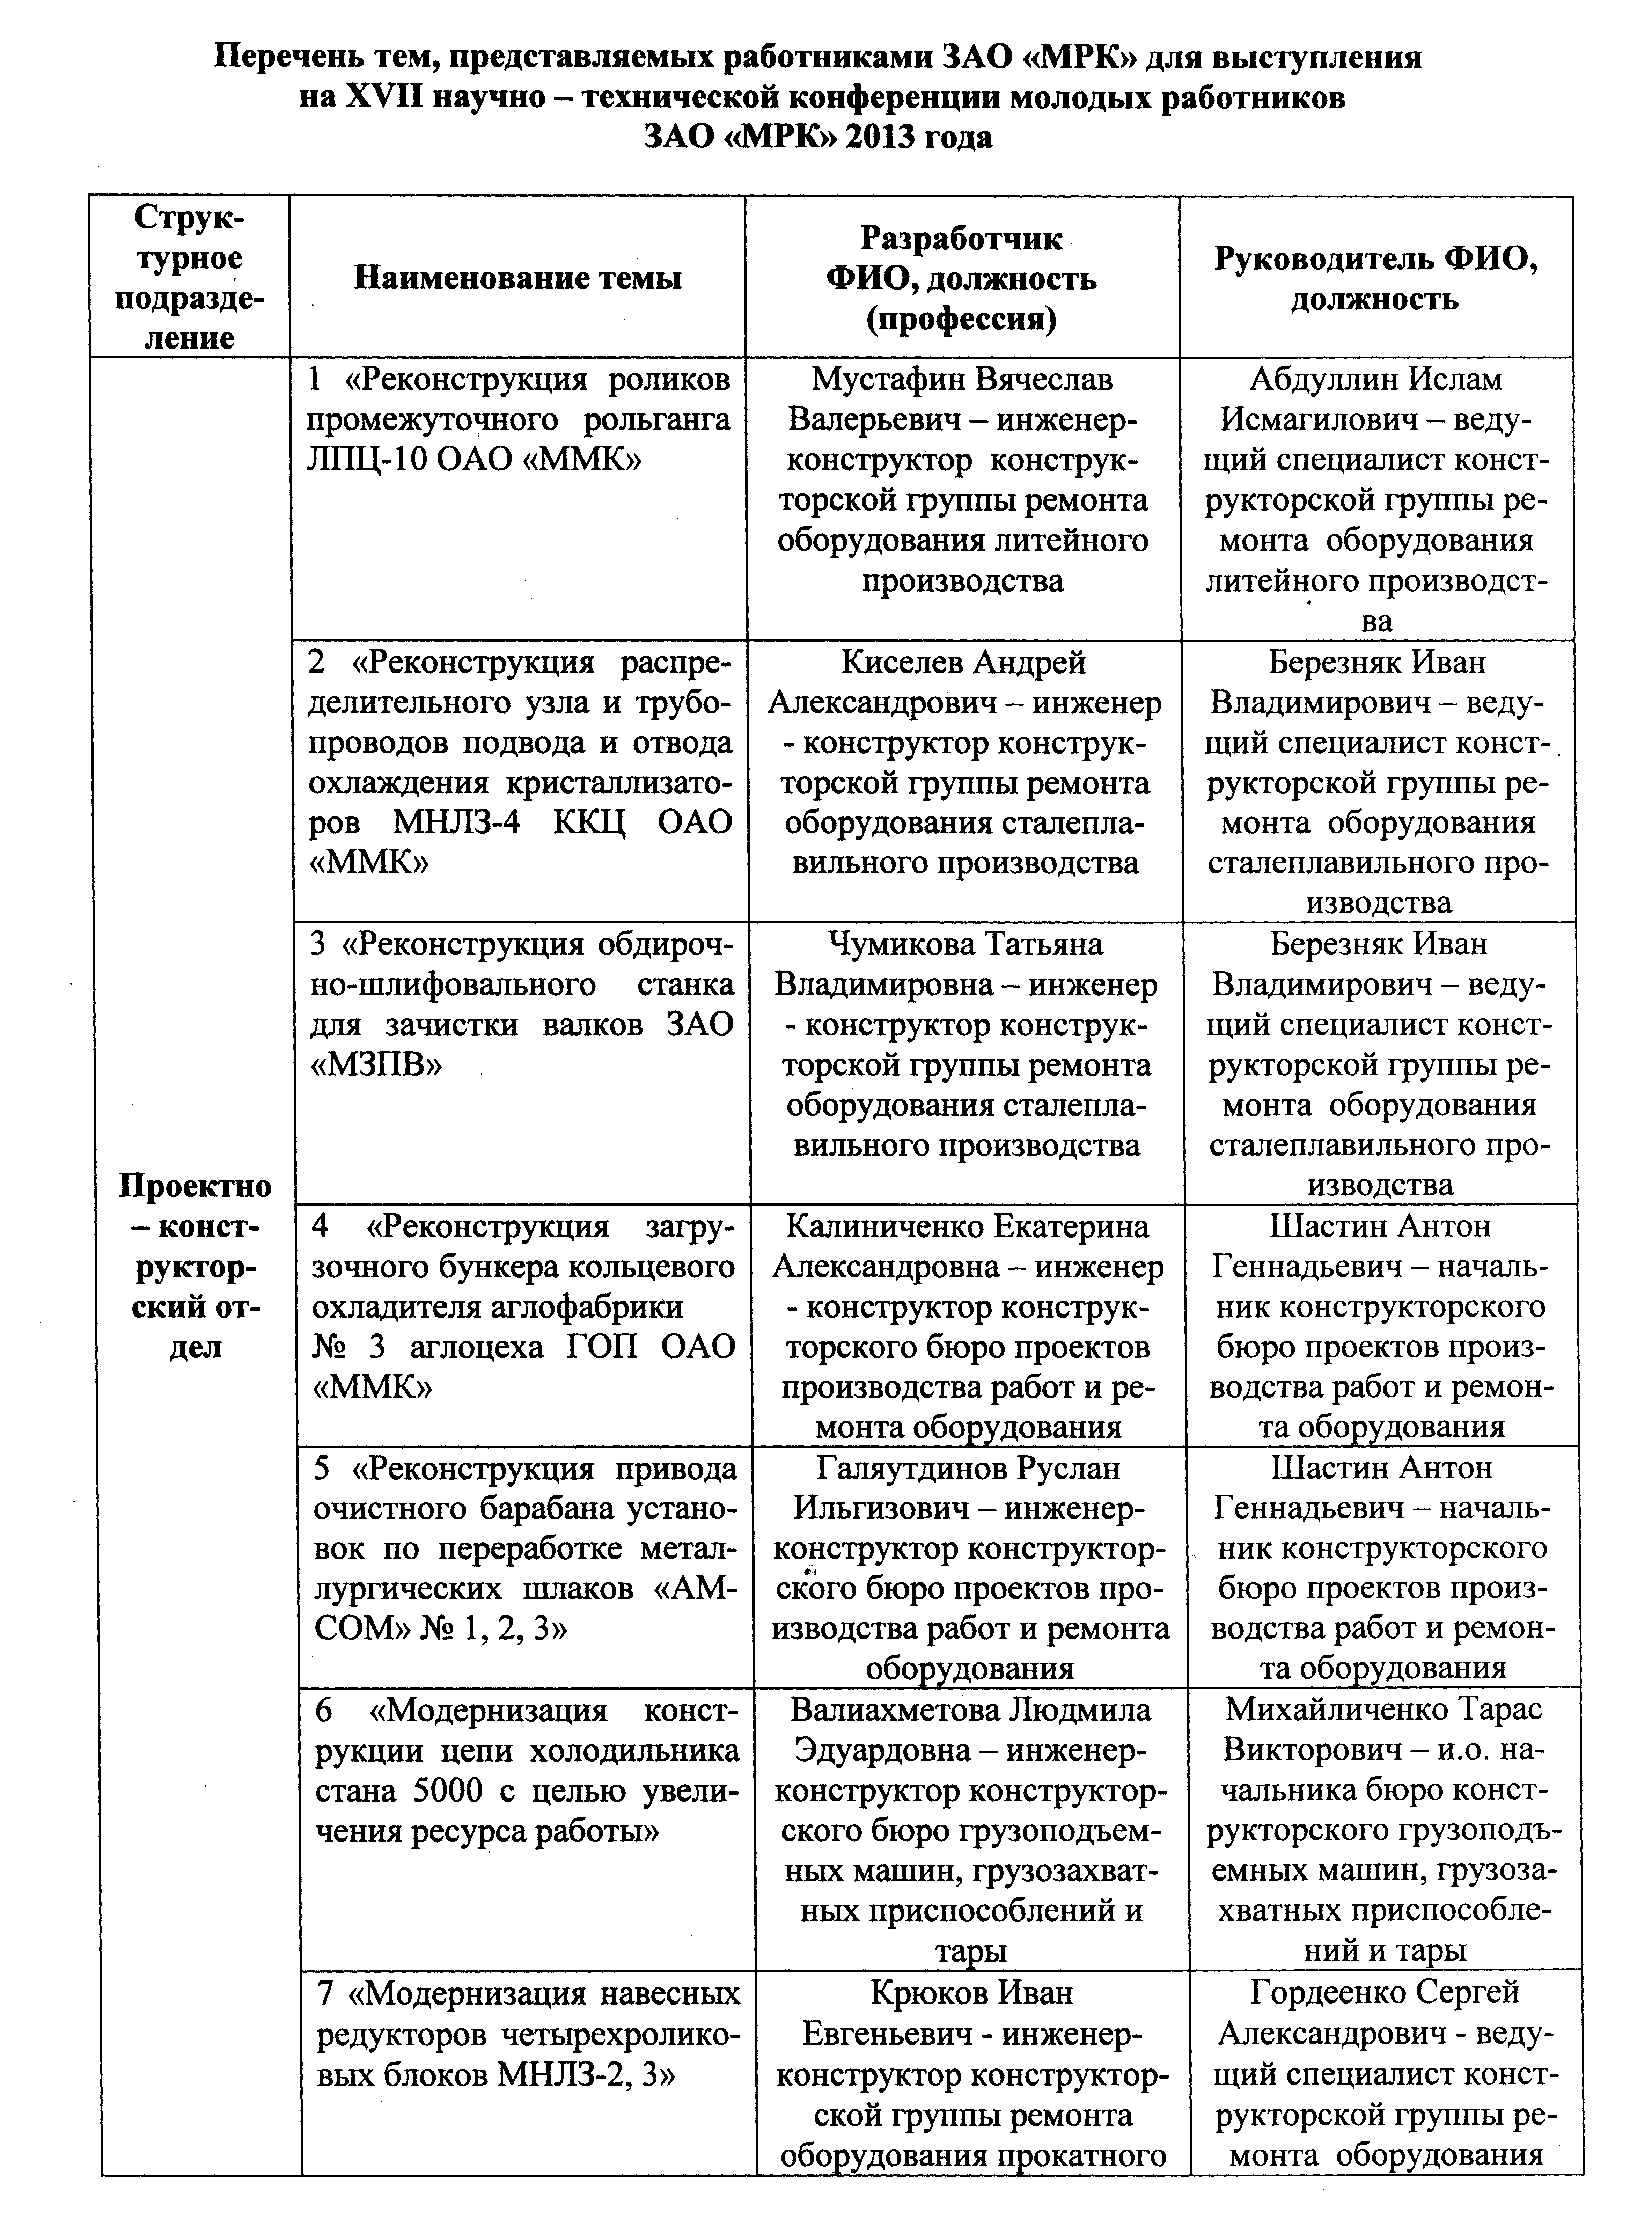 Перечень тем, представляемых работниками ЗАО «МРК» для выступления
на XVII научно – технической конференции молодых работников
ЗАО «МРК» 2013 года
Струк-
турное
подразде-
ление
Наименование темы
Разработчик
ФИО, должность
(профессия)
Руководитель ФИО,
должность
Проектно
– конст-
руктор-
ский от-
дел
1 «Реконструкция роликов
промежуточного рольганга
ЛПЦ-10 ОАО «ММК»
Мустафин Вячеслав
Валерьевич – инженер-
конструктор конструк-
торской группы ремонта
оборудования литейного
производства
Абдуллин Ислам
Исмагилович – веду-
щий специалист конст-
рукторской группы ре-
монта оборудования
литейного производст-
ва
2 «Реконструкция распре-
делительного узла и трубо-
проводов подвода и отвода
охлаждения кристаллизато-
ров МНЛЗ-4 ККЦ ОАО
«ММК»
Киселев Андрей
Александрович – инженер
- конструктор конструк-
торской группы ремонта
оборудования сталепла-
вильного производства
Березняк Иван
Владимирович – веду-
щий специалист конст-
рукторской группы ре-
монта оборудования
сталеплавильного про-
изводства
3 «Реконструкция обдироч-
но-шлифовального станка
для зачистки валков ЗАО
«МЗПВ»
Чумикова Татьяна
Владимировна – инженер
- конструктор конструк-
торской группы ремонта
оборудования сталепла-
вильного производства
Березняк Иван
Владимирович – веду-
щий специалист конст-
рукторской группы ре-
монта оборудования
сталеплавильного про-
изводства
4 «Реконструкция загру-
зочного бункера кольцевого
охладителя аглофабрики
№ 3 аглоцеха ГОП ОАО
«ММК»
Калиниченко Екатерина
Александровна – инженер
- конструктор конструк-
торского бюро проектов
производства работ и ре-
монта оборудования
Шастин Антон
Геннадьевич – началь-
ник конструкторского
бюро проектов произ-
водства работ и ремон-
та оборудования
5 «Реконструкция привода
очистного барабана устано-
вок по переработке метал-
лургических шлаков «АМ-
СОМ» № 1, 2, 3»
Галяутдинов Руслан
Ильгизович – инженер-
конструктор конструктор-
ского бюро проектов про-
изводства работ и ремонта
оборудования
Шастин Антон
Геннадьевич – началь-
ник конструкторского
бюро проектов произ-
водства работ и ремон-
та оборудования
6 «Модернизация конст-
рукции цепи холодильника
стана 5000 с целью увели-
чения ресурса работы»
Валиахметова Людмила
Эдуардовна – инженер-
конструктор конструктор-
ского бюро грузоподъем-
ных машин, грузозахват-
ных приспособлений и
тары
Михайличенко Тарас
Викторович – и.о. на-
чальника бюро конст-
рукторского грузоподъ-
емных машин, грузоза-
хватных приспособле-
ний и тары
7 «Модернизация навесных
редукторов четырехролико-
вых блоков МНЛЗ-2, 3»
Крюков Иван
Евгеньевич - инженер-
конструктор конструктор-
ской группы ремонта
оборудования прокатного
Гордеенко Сергей
Александрович - веду-
щий специалист конст-
рукторской группы ре-
монта оборудования